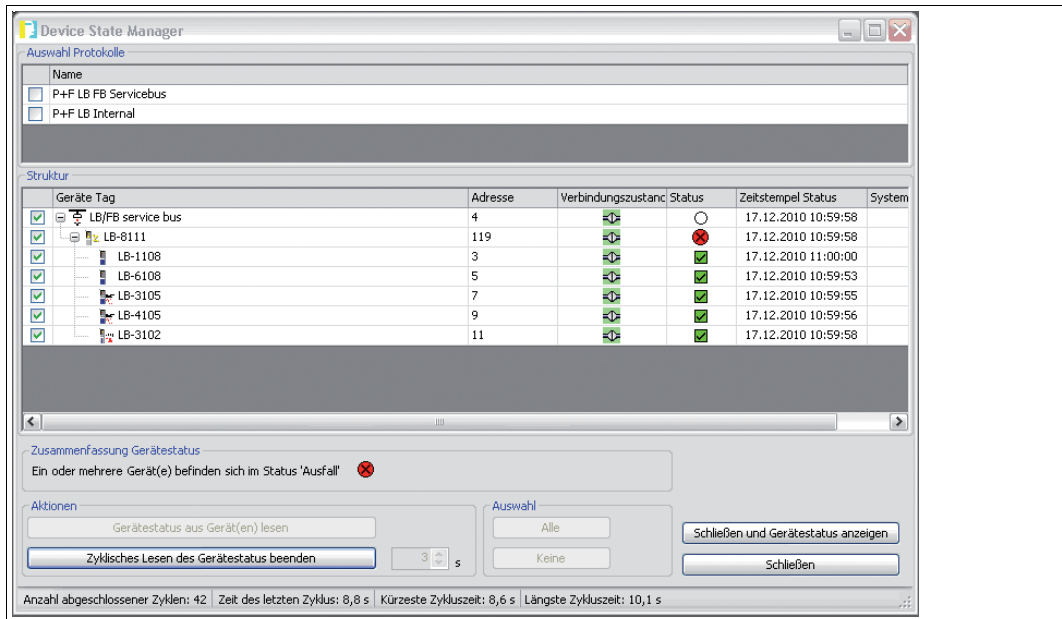 Device State Manager
Auswahl Protokolle
Name
P+F LB FB Servicebus
P+F LB Internal
Struktur
Geräte Tag Adresse Verbindungszustanc Status Zeitstempel Status System
LB/FB service bus 4 17.12.2010 10:59:58
LB-8111 119 17.12.2010 10:59:58
LB-1108 3 17.12.2010 11:00:00
LB-6108 5 17.12.2010 10:59:53
LB-3105 7 17.12.2010 10:59:55
LB-4105 9 17.12.2010 10:59:56
LB-3102 11 17.12.2010 10:59:58
Zusammenfassung Gerätestatus
Ein oder mehrere Gerät(e) befinden sich im Status 'Ausfall'
Aktionen Auswahl
Gerätestatus aus Gerät(en) lesen Alle Schließen und Gerätestatus anzeigen
Zyklisches Lesen des Gerätestatus beenden 3 s Keine Schließen
Anzahl abgeschlossener Zyklen: 42 Zeit des letzten Zyklus: 8,8 s Kürzeste Zykluszeit: 8,6 s Längste Zykluszeit: 10,1 s